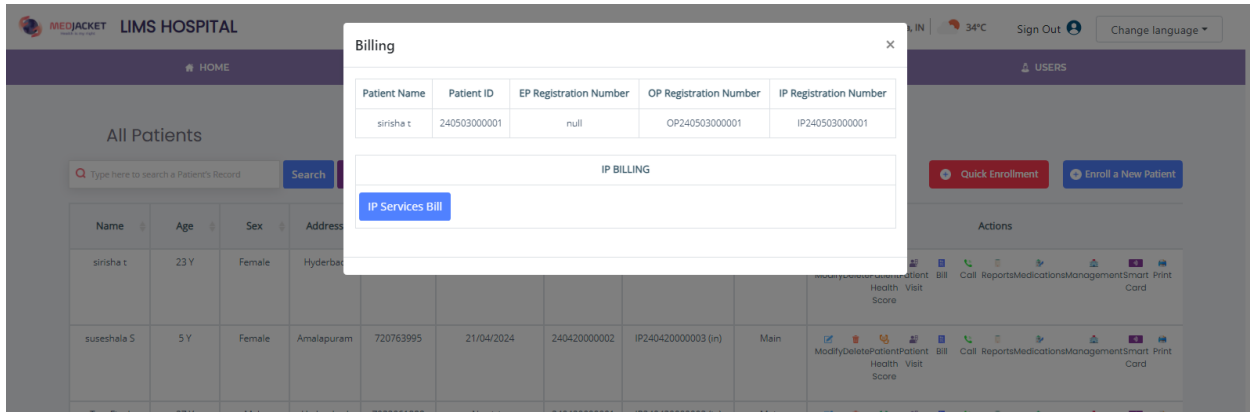 MEDJACKET LIMS HOSPITAL
, IN 34°C Sign Out Change language
HOME
USERS
Billing ×
Patient Name Patient ID EP Registration Number OP Registration Number IP Registration Number
sirisha t 240503000001 null OP240503000001 IP240503000001
IP BILLING
IP Services Bill
All Patients
Type here to search a Patient's Record Search Quick Enrollment Enroll a New Patient
Name Age Sex Address Actions
sirisha t 23 Y Female Hyderbad Bill Call Reports Medications Management Smart Print
Health Visit Card
Score
suseshala S 5 Y Female Amalapuram 720763995 21/04/2024 240420000002 IP240420000003 (in) Main Modify Delete Patient Patient Bill Call Reports Medications Management Smart Print
Health Visit Card
Score